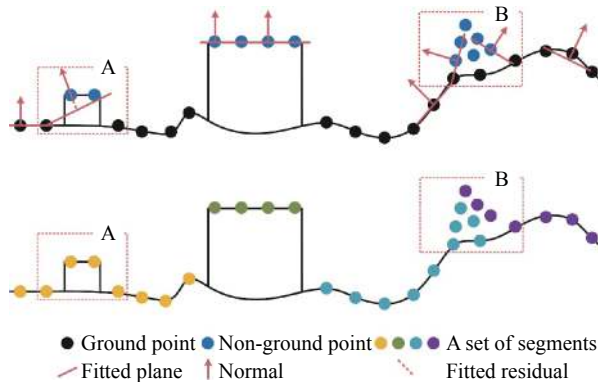 A
B
A
B
Ground point Non-ground point A set of segments
Fitted plane Normal Fitted residual